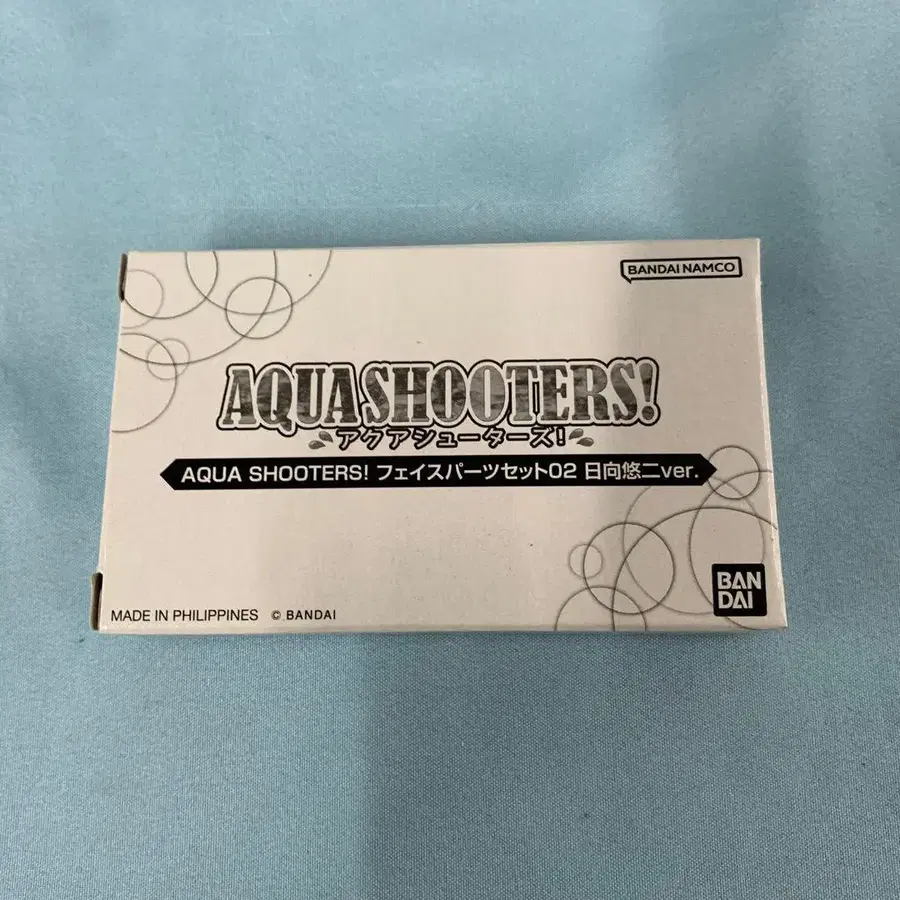 BANDAI NAMCO
AQUA SHOOTERS!
アクアシューターズ!
AQUA SHOOTERS! フェイスパーツセット02 日向悠二ver.
BAN
DAI
MADE IN PHILIPPINES © BANDAI